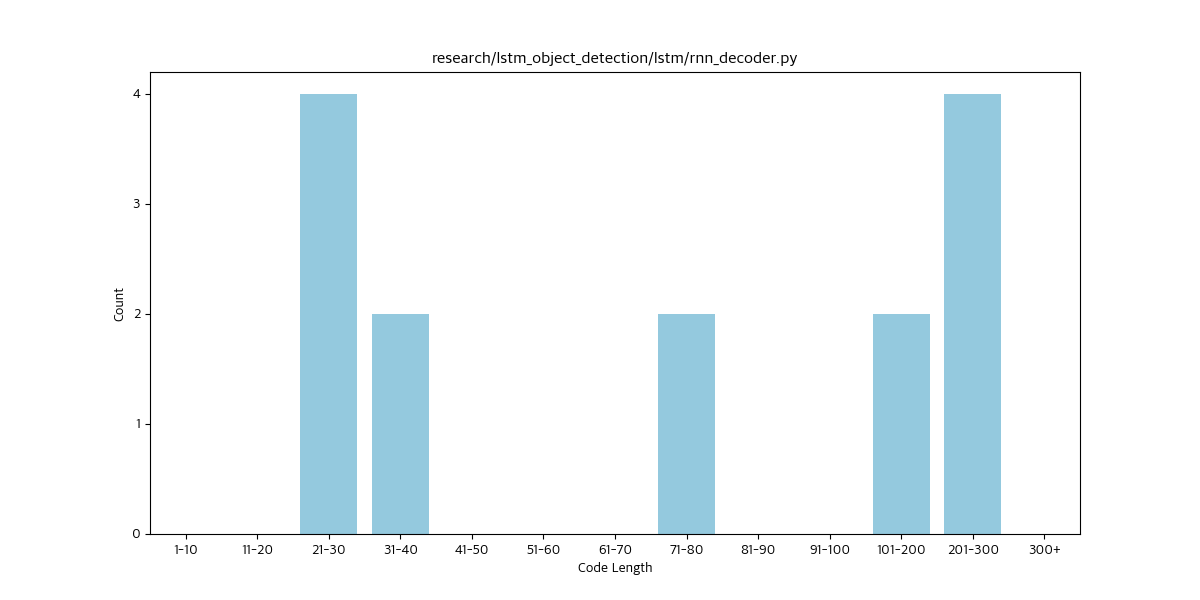 research/lstm_object_detection/lstm/rnn_decoder.py
4
3
2
1
0
Count
1-10 11-20 21-30 31-40 41-50 51-60 61-70 71-80 81-90 91-100 101-200 201-300 300+
Code Length